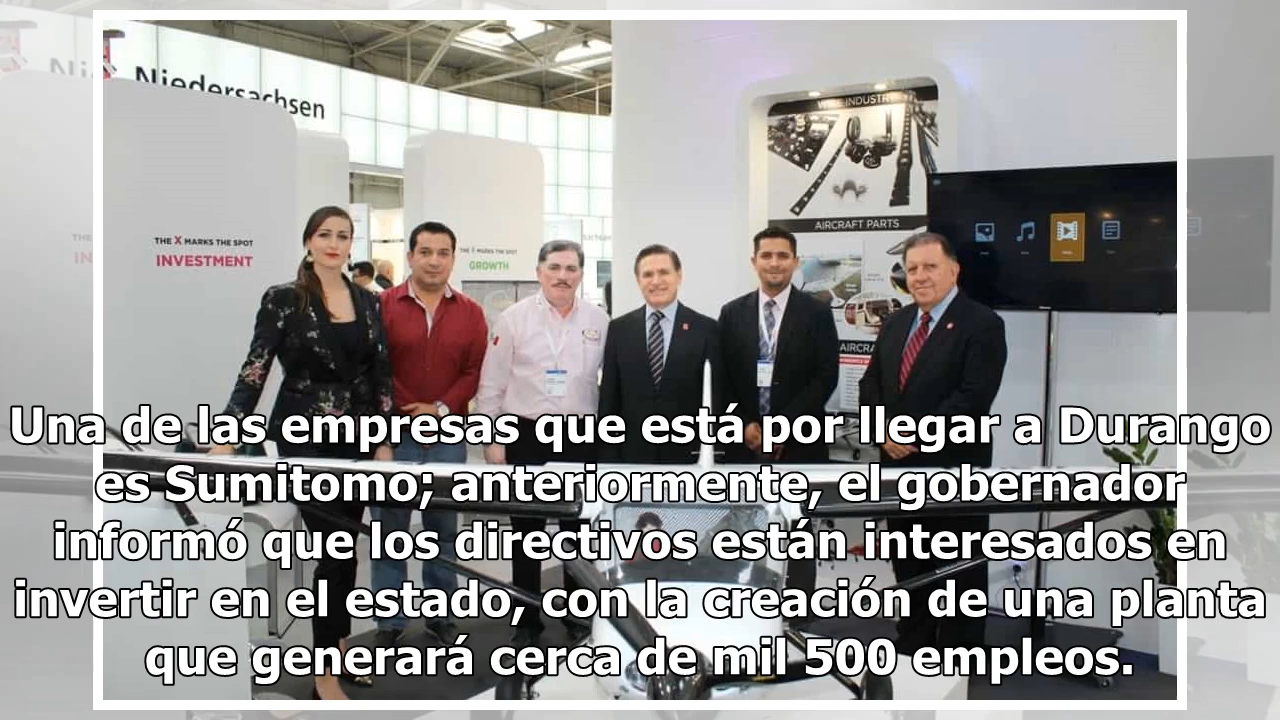 Niedersachsen
THE X MARKS THE SPOT
INVESTMENT
THE X MARKS THE SPOT
GROWTH
AIRCRAFT PARTS
Una de las empresas que está por llegar a Durango
es Sumitomo; anteriormente, el gobernador
informó que los directivos están interesados en
invertir en el estado, con la creación de una planta
que generará cerca de mil 500 empleos.